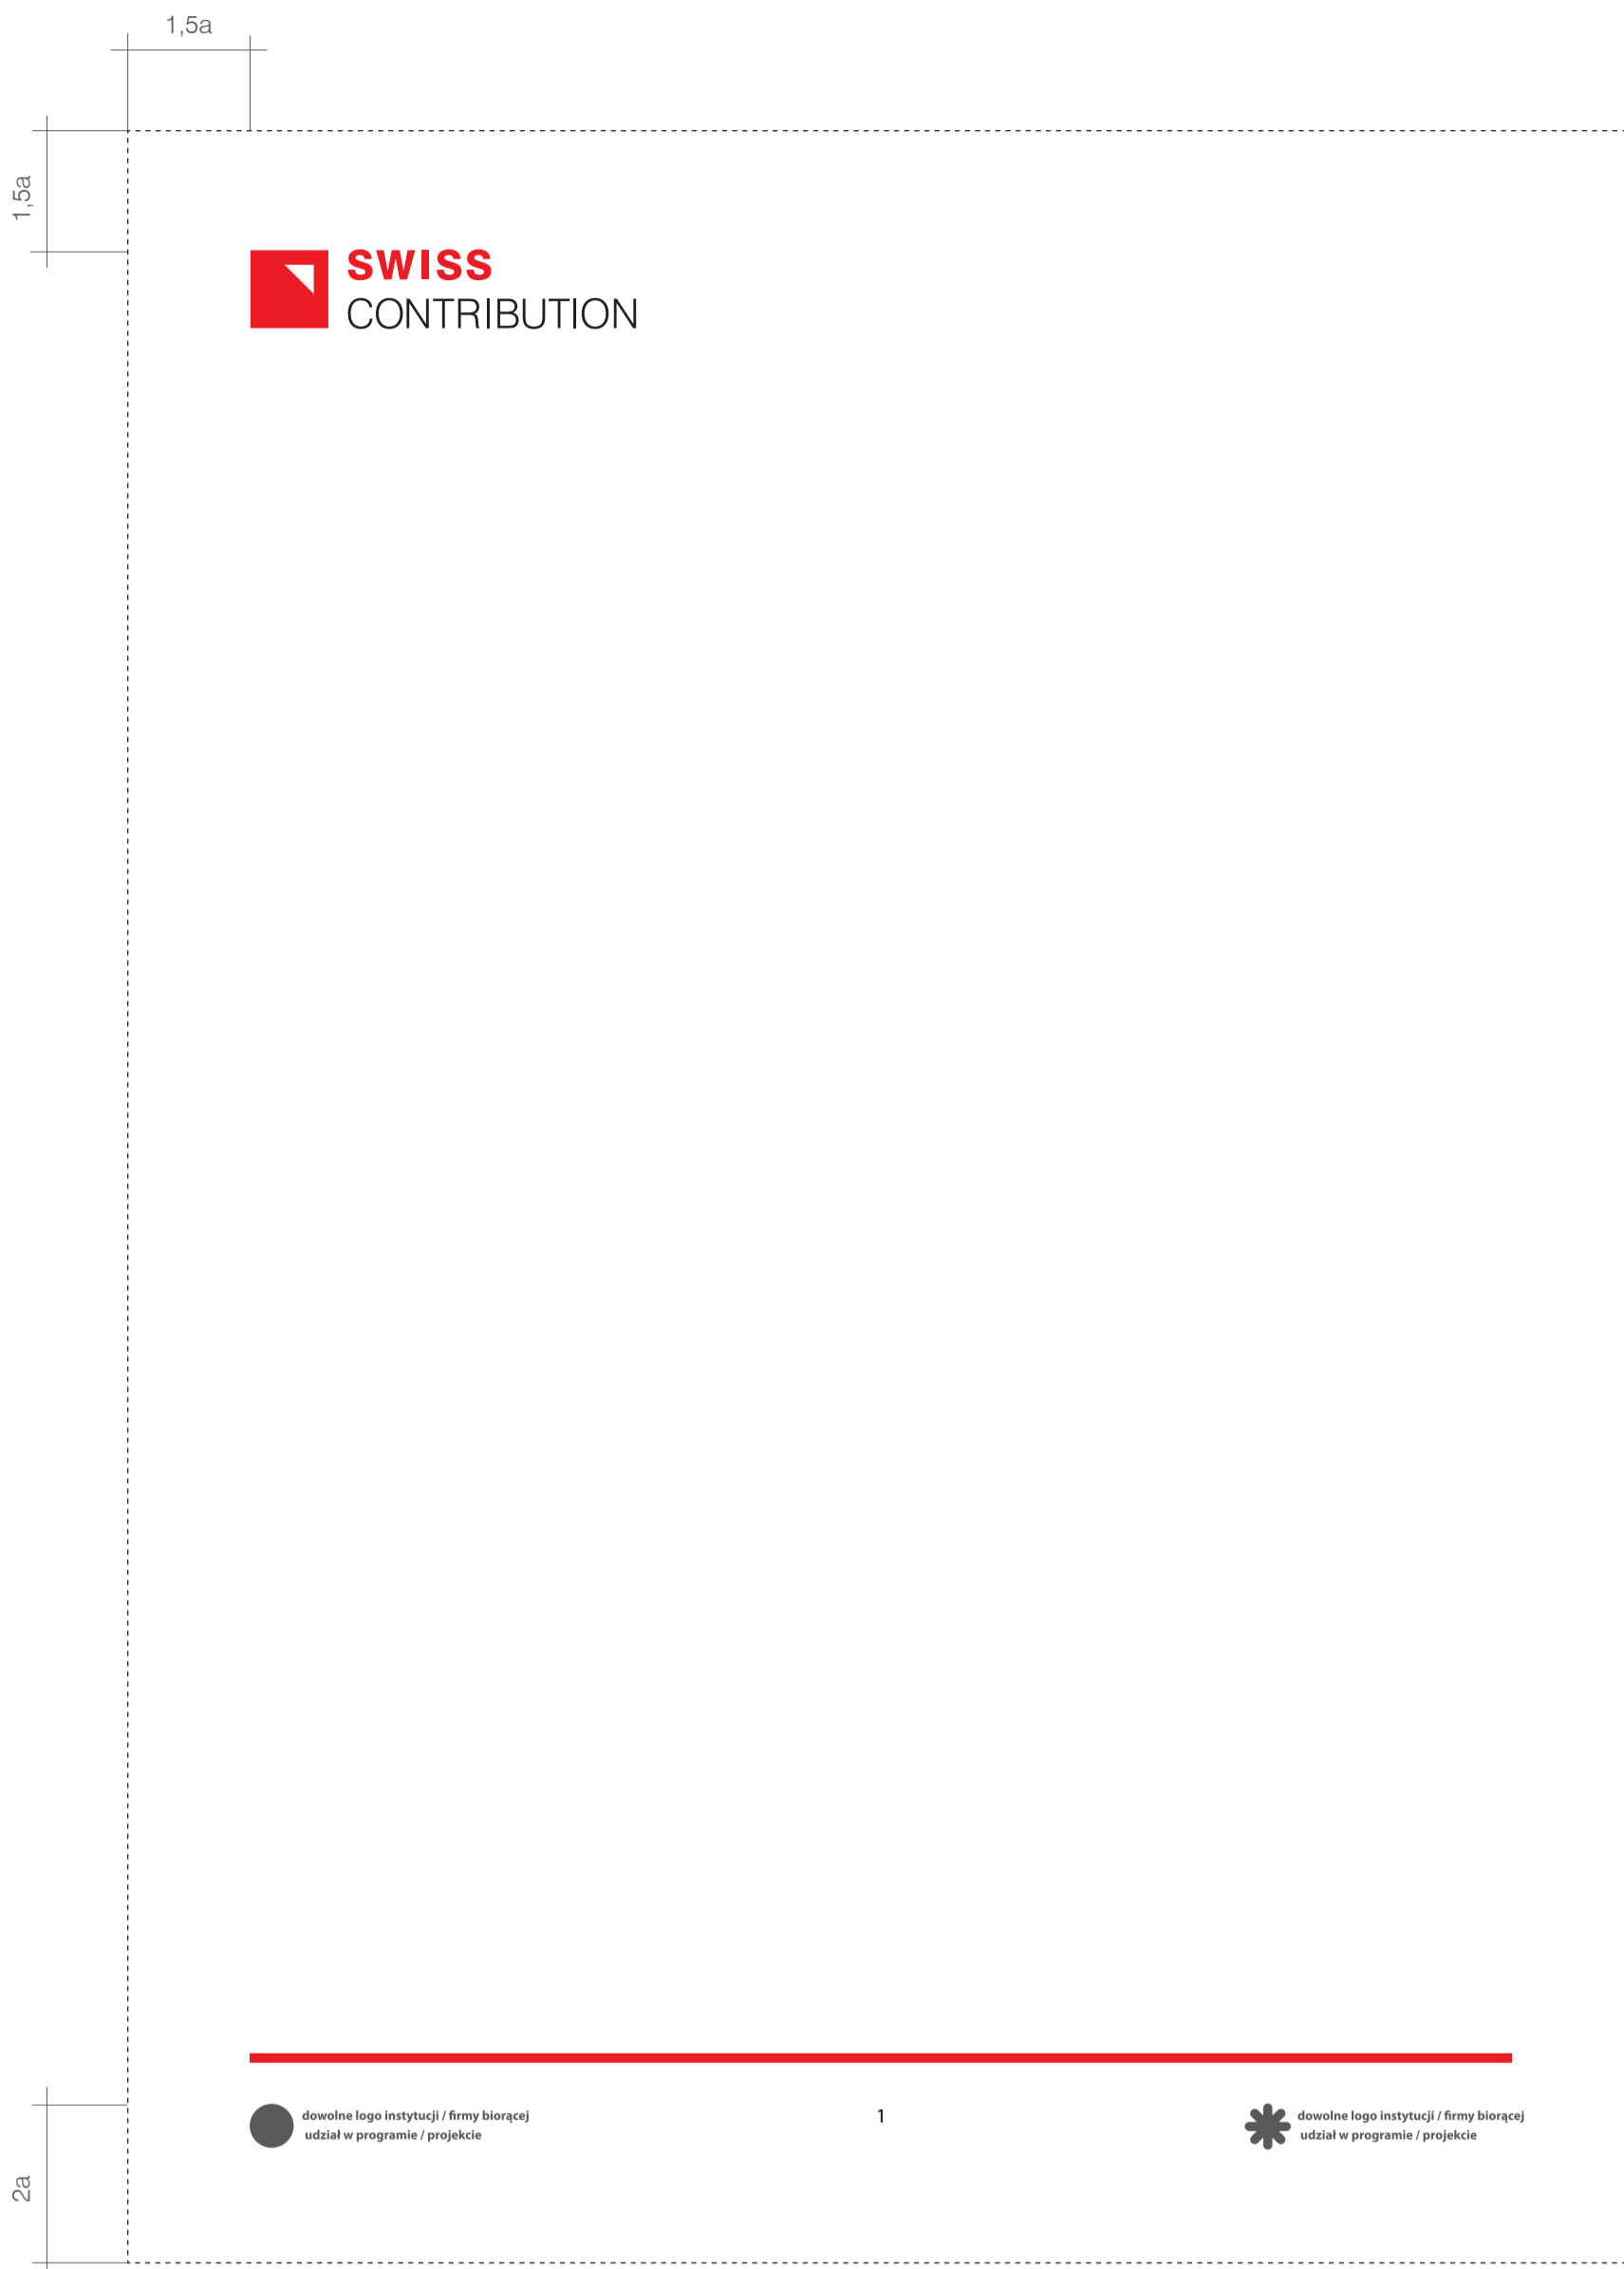 1,5a
1,5a
SWISS
CONTRIBUTION
dowolne logo instytucji / firmy biorącej
udział w programie / projekcie
1
dowolne logo instytucji / firmy biorącej
udział w programie / projekcie
2a